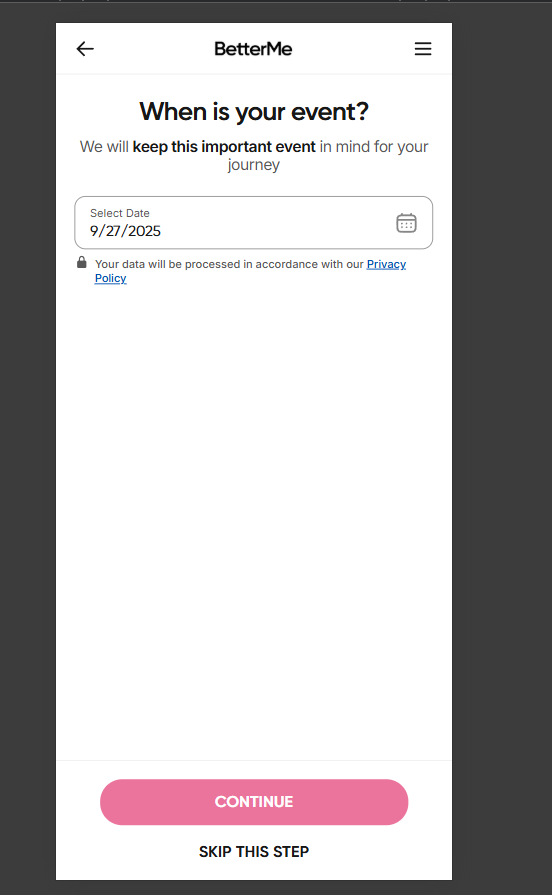 BetterMe
When is your event?
We will keep this important event in mind for your
journey
Select Date
9/27/2025
Your data will be processed in accordance with our Privacy
Policy
CONTINUE
SKIP THIS STEP